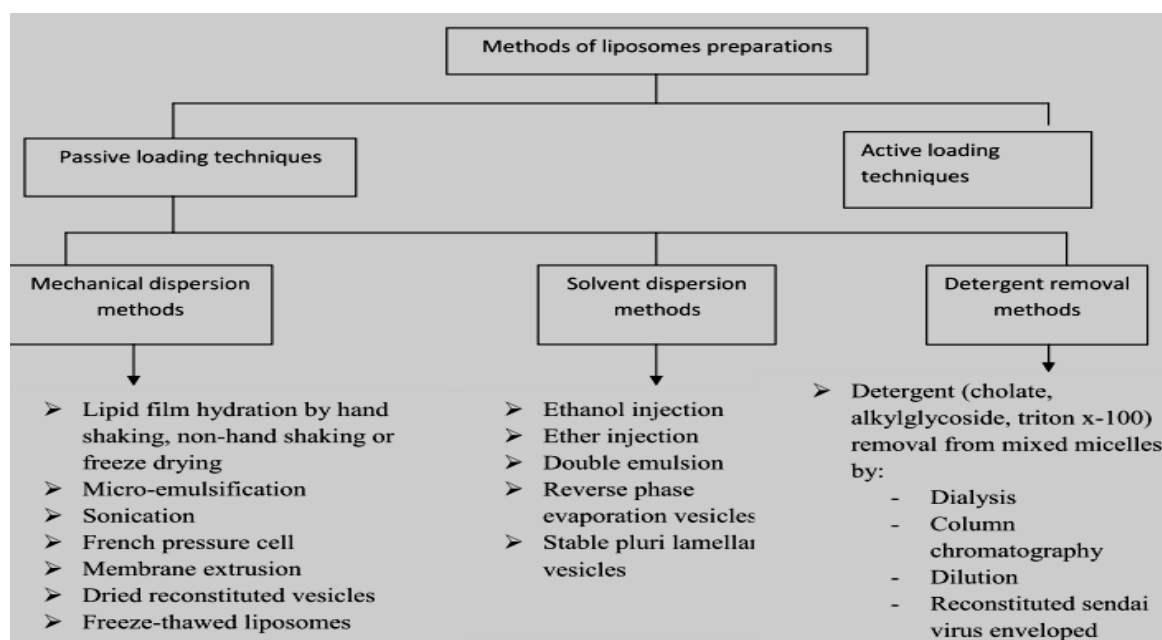 Methods of liposomes preparations
Passive loading techniques
Active loading
techniques
Mechanical dispersion
methods
Solvent dispersion
methods
Detergent removal
methods
➢ Lipid film hydration by hand
shaking, non-hand shaking or
freeze drying
➢ Micro-emulsification
➢ Sonication
➢ French pressure cell
➢ Membrane extrusion
➢ Dried reconstituted vesicles
➢ Freeze-thawed liposomes
➢ Ethanol injection
➢ Ether injection
➢ Double emulsion
➢ Reverse phase
evaporation vesicles
➢ Stable pluri lamellar
vesicles
➢ Detergent (cholate,
alkylglycoside, triton x-100)
removal from mixed micelles
by:
- Dialysis
- Column
chromatography
- Dilution
- Reconstituted sendai
virus enveloped